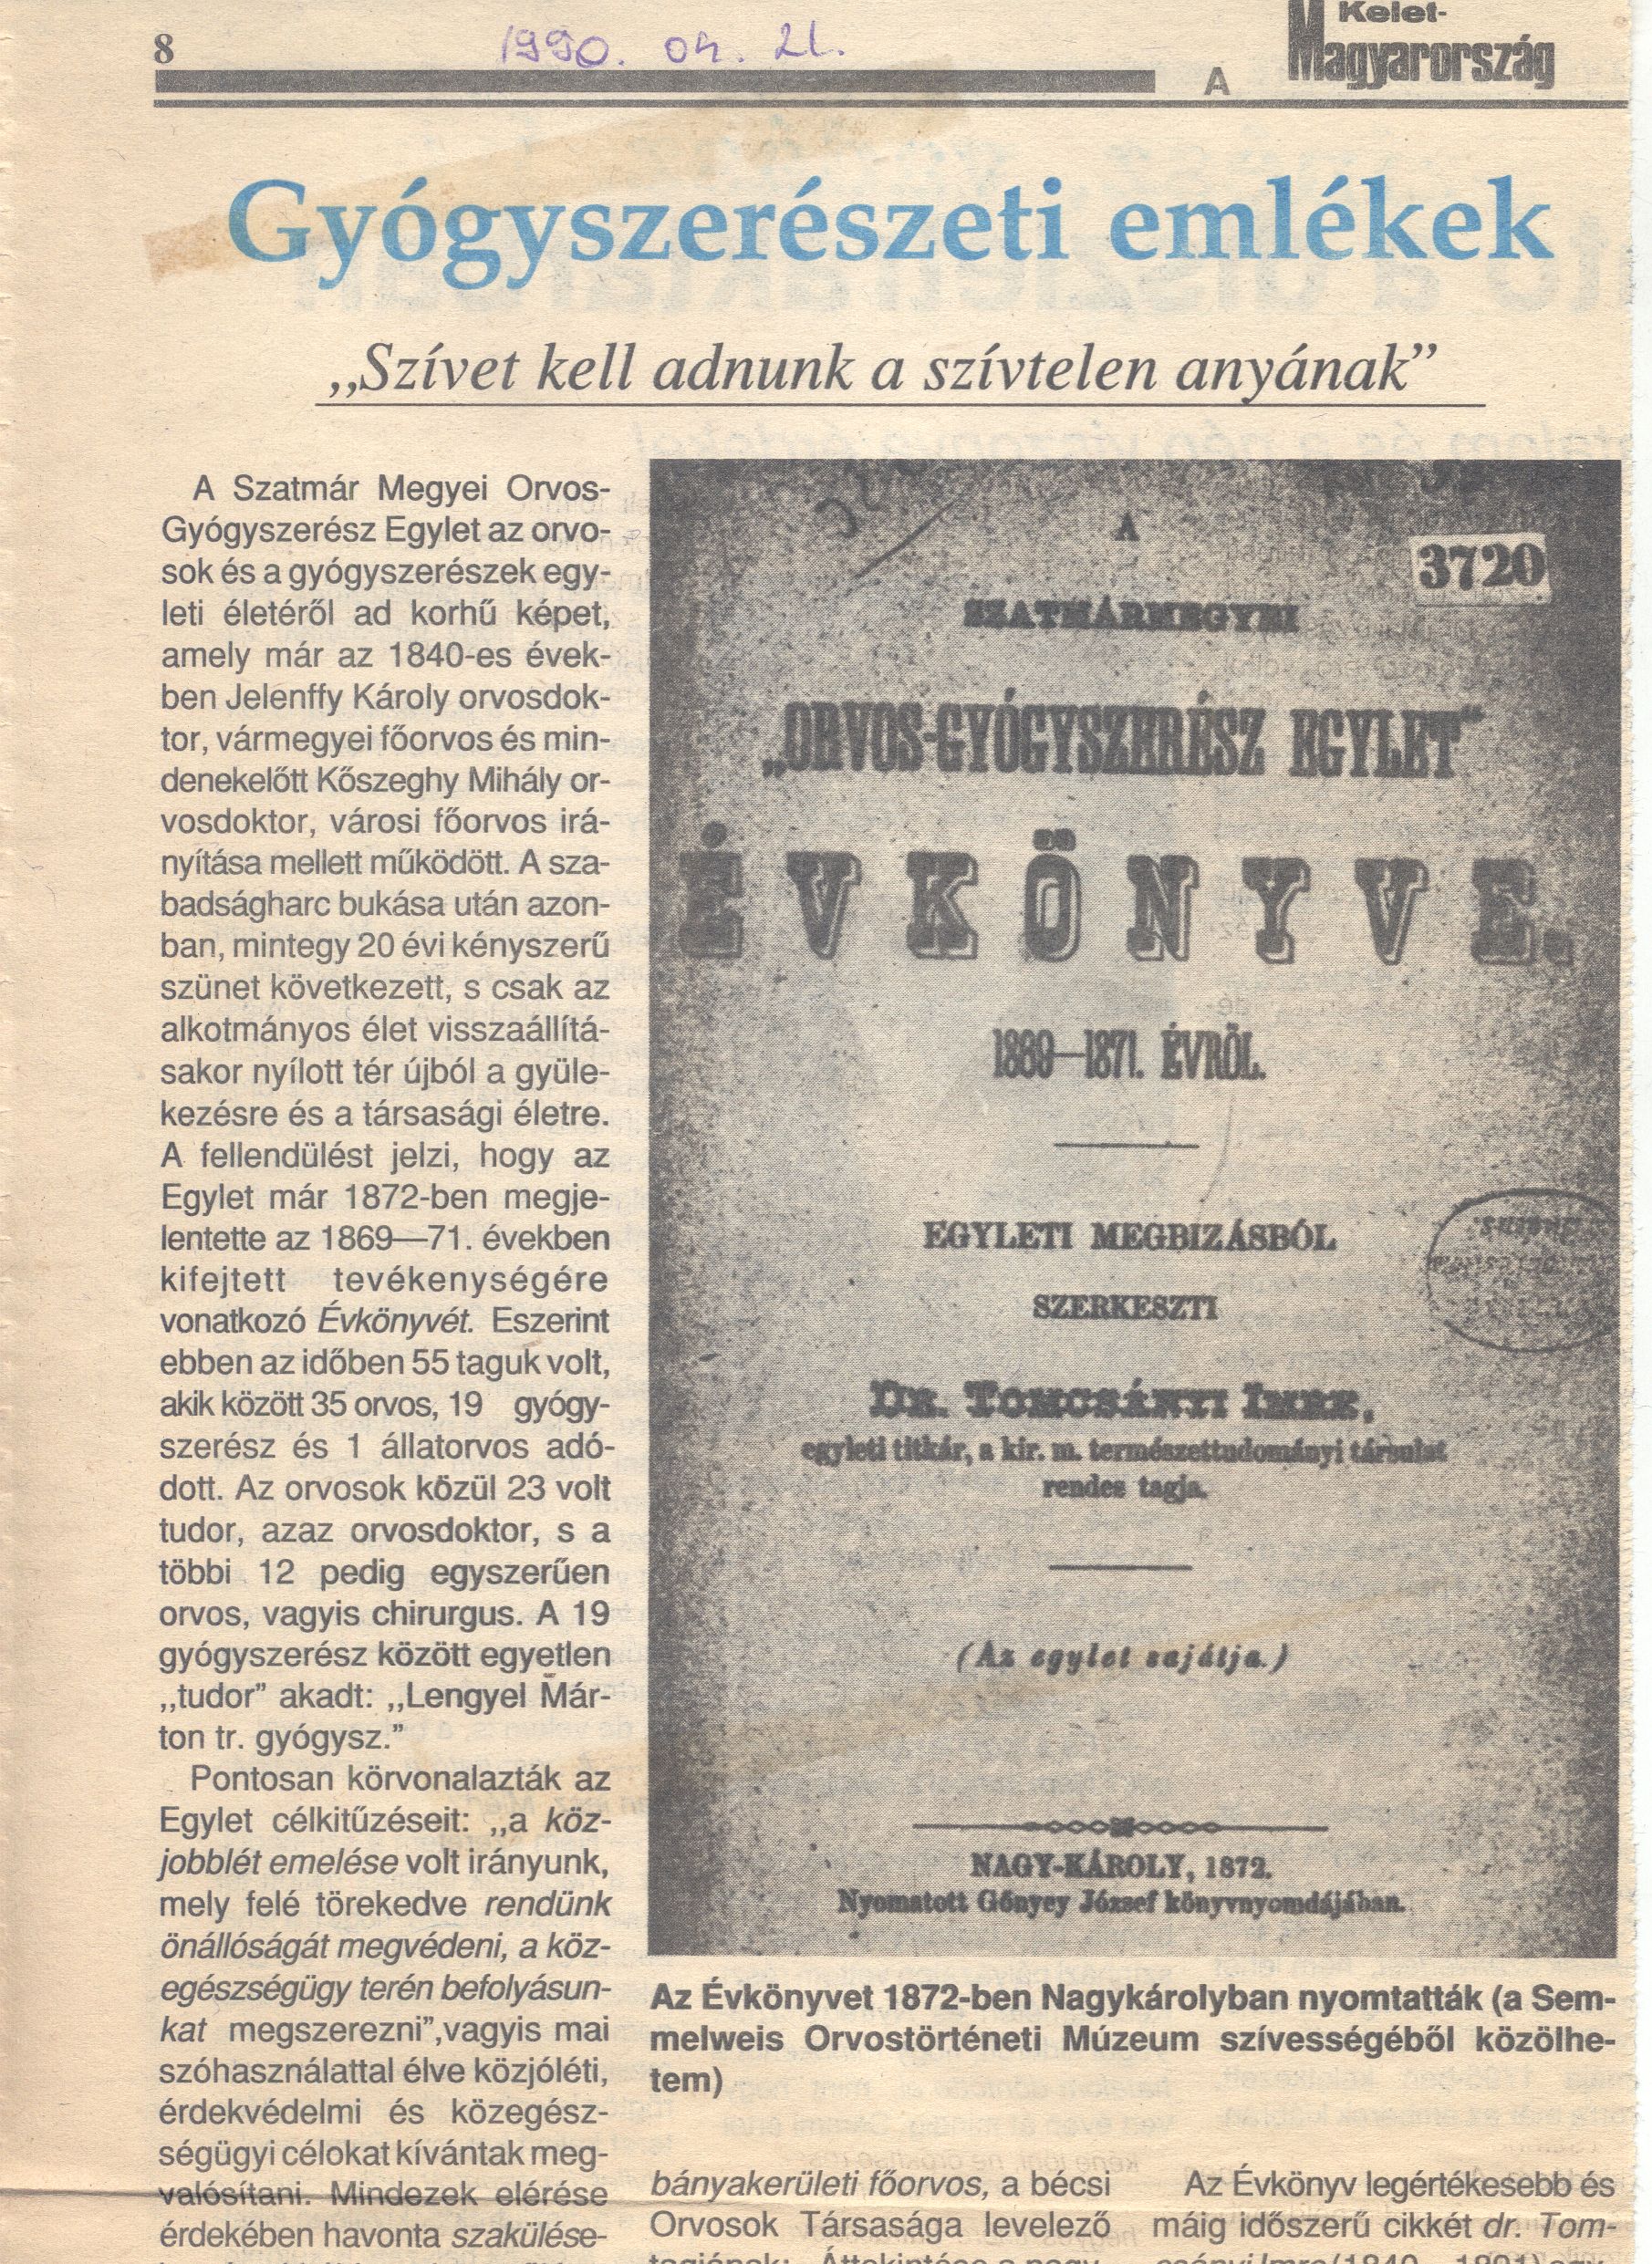 8
1990. 04. 21.
A
Kelet-
Magyarország
Gyógyszerészeti emlékek
,,Szívet kell adnunk a szívtelen anyának”
A Szatmár Megyei Orvos-
Gyógyszerész Egylet az orvo-
sok és a gyógyszerészek egy-
leti életéről ad korhű képet,
amely már az 1840-es évek-
ben Jelenffy Károly orvosdok-
tor, vármegyei főorvos és min-
denekelőtt Kőszeghy Mihály or-
vosdoktor, városi főorvos irá-
nyítása mellett működött. A sza-
badságharc bukása után azon-
ban, mintegy 20 évi kényszerű
szünet következett, s csak az
alkotmányos élet visszaállítá-
sakor nyílott tér újból a gyüle-
kezésre és a társasági életre.
A fellendülést jelzi, hogy az
Egylet már 1872-ben megje-
lentette az 1869—71. években
kifejtett tevékenységére
vonatkozó Évkönyvét. Eszerint
ebben az időben 55 taguk volt,
akik között 35 orvos, 19 gyógy-
szerész és 1 állatorvos adó-
dott. Az orvosok közül 23 volt
tudor, azaz orvosdoktor, s a
többi 12 pedig egyszerűen
orvos, vagyis chirurgus. A 19
gyógyszerész között egyetlen
,,tudor” akadt: ,,Lengyel Már-
ton tr. gyógysz.”
Pontosan körvonalazták az
Egylet célkitűzéseit: ,,a köz-
jobblét emelése volt irányunk,
mely felé törekedve rendünk
önállóságát megvédeni, a köz-
egészségügy terén befolyásun-
kat megszerezni”,vagyis mai
szóhasználattal élve közjóléti,
érdekvédelmi és közegész-
ségügyi célokat kívántak meg-
valósítani. Mindezek elérése
érdekében havonta szakülése-
A
3720
SZATMÁRMEGYEI
„ORVOS-GYÓGYSZERÉSZ EGYLET“
ÉVKÖNYVE.
1869—1871. ÉVRŐL.
EGYLETI MEGBIZÁSBÓL
SZERKESZTI
DR. TOMCSÁNYI IMRE,
egyleti titkár, a kir. m. természettudományi társulat
rendes tagja.
(Az egylet sajátja.)
NAGY-KÁROLY, 1872.
Nyomatott Gőnyey József könyvnyomdájában.
Az Évkönyvet 1872-ben Nagykárolyban nyomtatták (a Sem-
melweis Orvostörténeti Múzeum szívességéből közölhe-
tem)
bányakerületi főorvos, a bécsi
Orvosok Társasága levelező
Az Évkönyv legértékesebb és
máig időszerű cikkét dr. Tom-